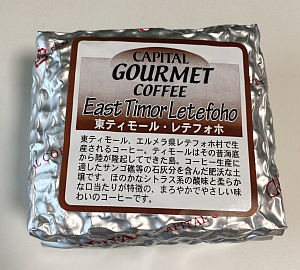 CAPITAL
GOURMET
COFFEE
East Timor Letefoho
東ティモール・レテフォホ
東ティモール、エルメラ県レテフォホ村で生
産されるコーヒー。ティモールはその昔海底
から陸が隆起してできた島。コーヒー生産に
適したサンゴ礁等の石灰分を含んだ肥沃な土
壌です。ほのかなシトラス系の酸味と柔らか
な口当たりが特徴の、まろやかでやさしい味
わいのコーヒーです。
CAPITAL